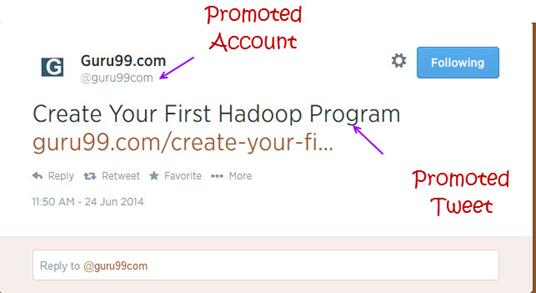 Promoted
Account
G
Guru99.com
@guru99com
Following
Create Your First Hadoop Program
guru99.com/create-your-fi...
Reply Retweet Favorite More
11:50 AM - 24 Jun 2014
Promoted
Tweet
Reply to @guru99com